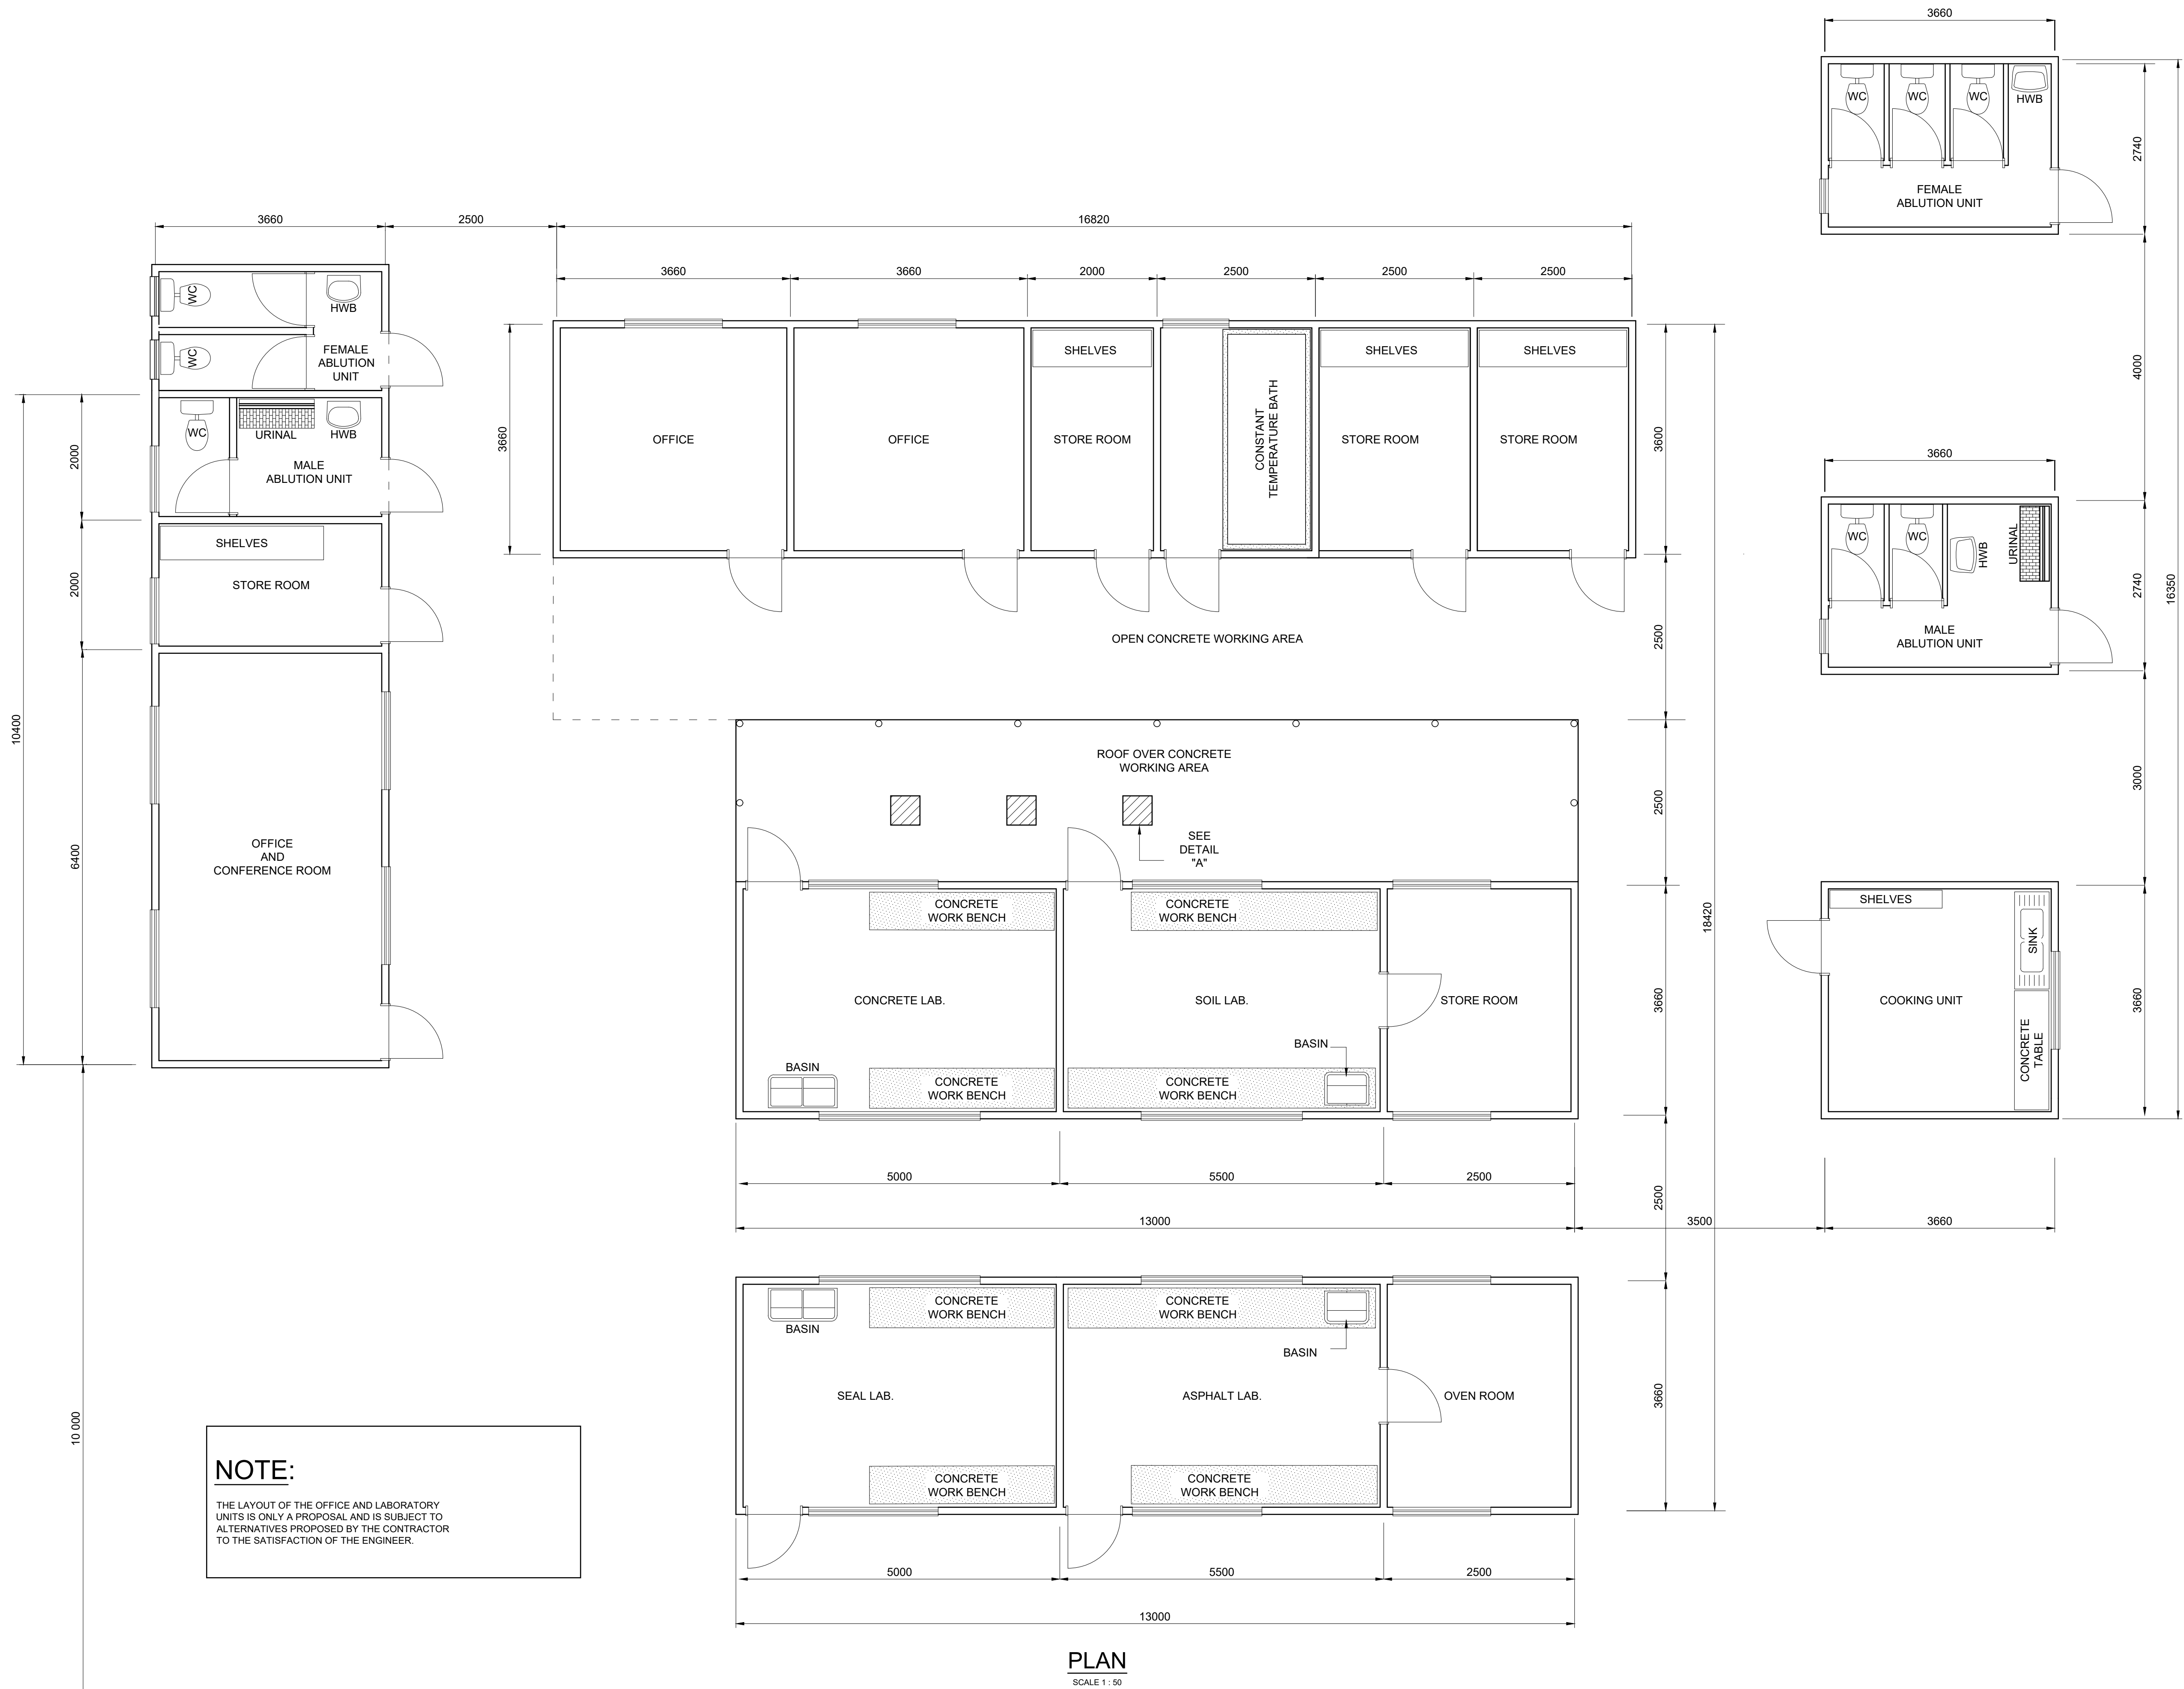 3660
WC
WC
WC
HWB
FEMALE
ABLUTION UNIT
2740
4000
16350
3660
WC
WC
HWB
URINAL
MALE
ABLUTION UNIT
2740
3000
3660
2500
16820
3660
3660
2000
2500
2500
2500
WC
HWB
WC
FEMALE
ABLUTION
UNIT
WC
URINAL
HWB
MALE
ABLUTION UNIT
2000
SHELVES
STORE ROOM
2000
10400
6400
OFFICE
AND
CONFERENCE ROOM
10 000
3660
OFFICE
OFFICE
SHELVES
STORE ROOM
CONSTANT
TEMPERATURE BATH
SHELVES
STORE ROOM
SHELVES
STORE ROOM
3600
OPEN CONCRETE WORKING AREA
2500
ROOF OVER CONCRETE
WORKING AREA
SEE
DETAIL
"A"
2500
18420
CONCRETE
WORK BENCH
CONCRETE
WORK BENCH
CONCRETE LAB.
SOIL LAB.
STORE ROOM
3660
BASIN
BASIN
CONCRETE
WORK BENCH
CONCRETE
WORK BENCH
SHELVES
SINK
COOKING UNIT
CONCRETE
TABLE
3660
5000
5500
2500
2500
13000
3500
3660
CONCRETE
WORK BENCH
CONCRETE
WORK BENCH
BASIN
BASIN
SEAL LAB.
ASPHALT LAB.
OVEN ROOM
3660
CONCRETE
WORK BENCH
CONCRETE
WORK BENCH
5000
5500
2500
13000
NOTE:
THE LAYOUT OF THE OFFICE AND LABORATORY
UNITS IS ONLY A PROPOSAL AND IS SUBJECT TO
ALTERNATIVES PROPOSED BY THE CONTRACTOR
TO THE SATISFACTION OF THE ENGINEER.
PLAN
SCALE 1 : 50